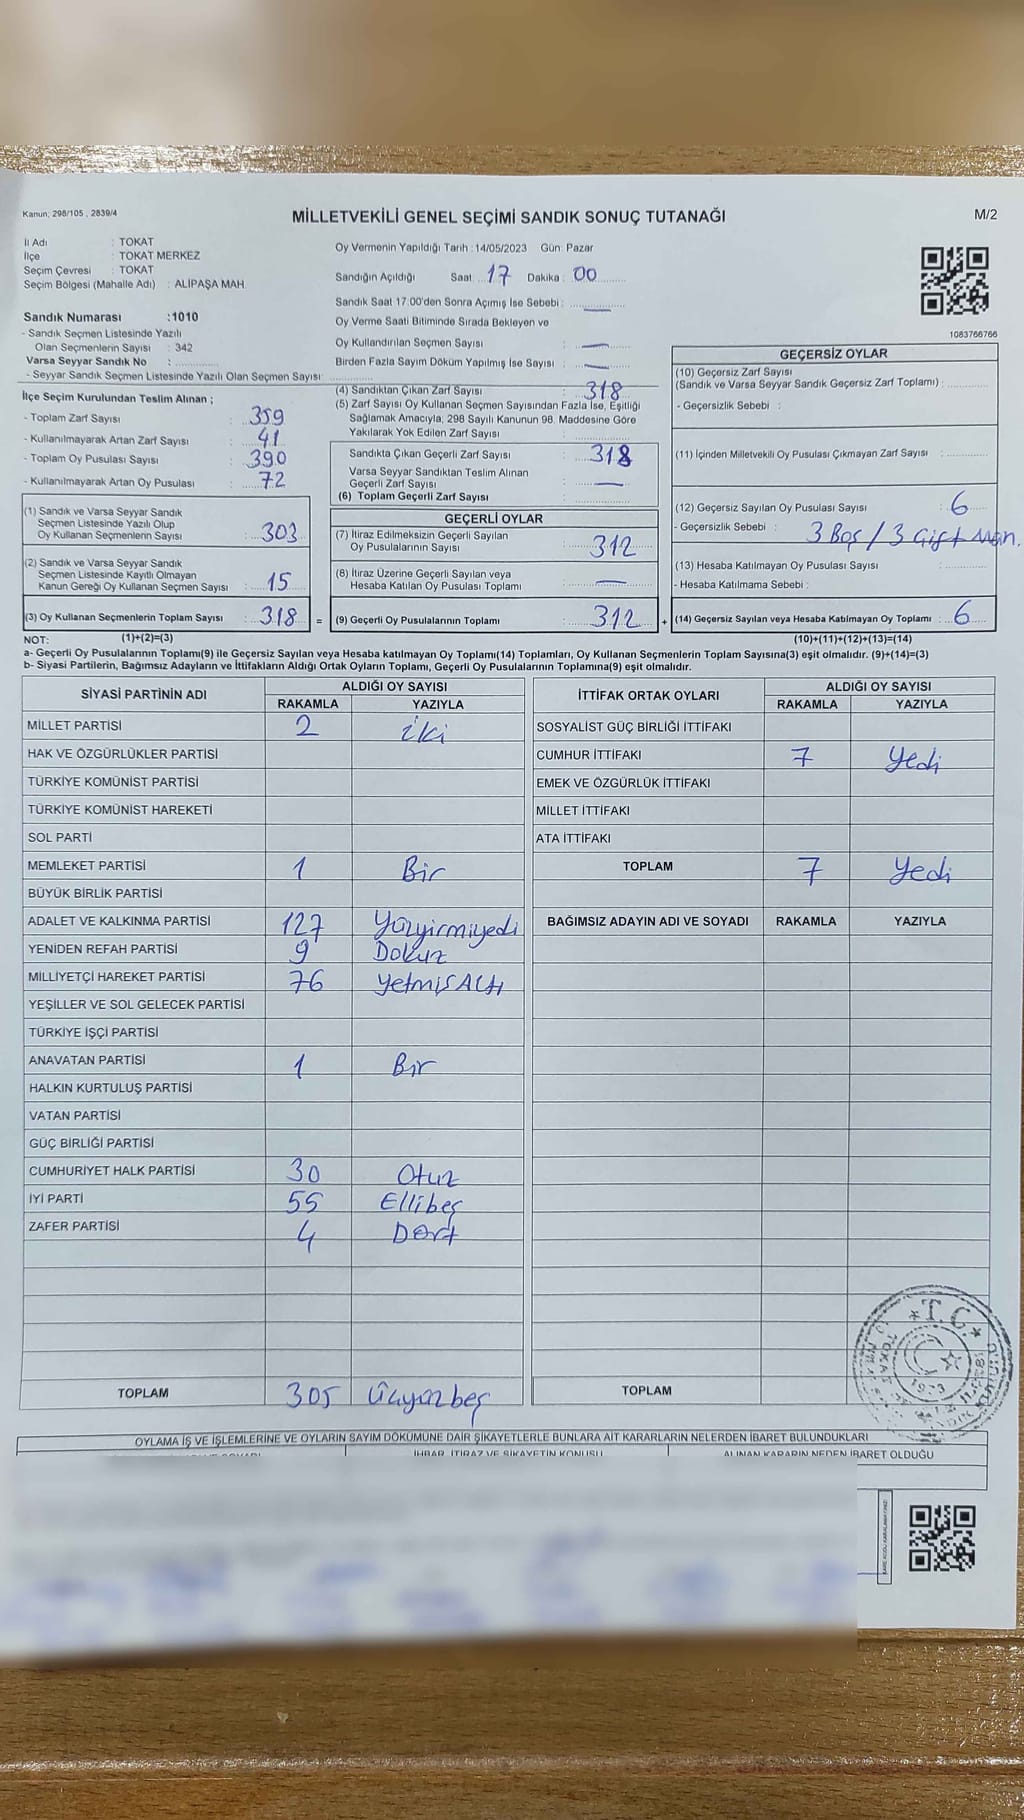 Kanun; 298/105 , 2839/4
MİLLETVEKİLİ GENEL SEÇİMİ SANDIK SONUÇ TUTANAĞI
M/2
İl Adı : TOKAT
İlçe : TOKAT MERKEZ
Seçim Çevresi : TOKAT
Seçim Bölgesi (Mahalle Adı) : ALİPAŞA MAH.
Sandık Numarası :1010
- Sandık Seçmen Listesinde Yazılı
Olan Seçmenlerin Sayısı : 342
Varsa Seyyar Sandık No :
- Seyyar Sandık Seçmen Listesinde Yazılı Olan Seçmen Sayısı:
İlçe Seçim Kurulundan Teslim Alınan ;
- Toplam Zarf Sayısı : 359
- Kullanılmayarak Artan Zarf Sayısı : 41
- Toplam Oy Pusulası Sayısı : 390
- Kullanılmayarak Artan Oy Pusulası : 72
(1) Sandık ve Varsa Seyyar Sandık
Seçmen Listesinde Yazılı Olup
Oy Kullanan Seçmenlerin Sayısı : 303
(2) Sandık ve Varsa Seyyar Sandık
Seçmen Listesinde Kayıtlı Olmayan
Kanun Gereği Oy Kullanan Seçmen Sayısı : 15
(3) Oy Kullanan Seçmenlerin Toplam Sayısı : 318 =
Oy Vermenin Yapıldığı Tarih : 14/05/2023 Gün: Pazar
Sandığın Açıldığı Saat: 17 Dakika : 00
Sandık Saat 17:00'den Sonra Açımış İse Sebebi : —
Oy Verme Saati Bitiminde Sırada Bekleyen ve
Oy Kullandırılan Seçmen Sayısı : —
Birden Fazla Sayım Döküm Yapılmış İse Sayısı : —
(4) Sandıktan Çıkan Zarf Sayısı : 318
(5) Zarf Sayısı Oy Kullanan Seçmen Sayısından Fazla İse, Eşitliği
Sağlamak Amacıyla; 298 Sayılı Kanunun 98. Maddesine Göre
Yakılarak Yok Edilen Zarf Sayısı :
Sandıkta Çıkan Geçerli Zarf Sayısı : 318
Varsa Seyyar Sandıktan Teslim Alınan
Geçerli Zarf Sayısı : —
(6) Toplam Geçerli Zarf Sayısı :
GEÇERLİ OYLAR
(7) İtiraz Edilmeksizin Geçerli Sayılan
Oy Pusulalarının Sayısı : 312
(8) İtiraz Üzerine Geçerli Sayılan veya
Hesaba Katılan Oy Pusulası Toplamı : —
(9) Geçerli Oy Pusulalarının Toplamı : 312 +
1083766766
GEÇERSİZ OYLAR
(10) Geçersiz Zarf Sayısı
(Sandık ve Varsa Seyyar Sandık Geçersiz Zarf Toplamı) :
- Geçersizlik Sebebi :
(11) İçinden Milletvekili Oy Pusulası Çıkmayan Zarf Sayısı :
(12) Geçersiz Sayılan Oy Pusulası Sayısı : 6
- Geçersizlik Sebebi : 3 Boş / 3 Çift
(13) Hesaba Katılmayan Oy Pusulası Sayısı :
- Hesaba Katılmama Sebebi :
(14) Geçersiz Sayılan veya Hesaba Katılmayan Oy Toplamı : 6
NOT: (1)+(2)=(3) (10)+(11)+(12)+(13)=(14)
a- Geçerli Oy Pusulalarının Toplamı(9) ile Geçersiz Sayılan veya Hesaba katılmayan Oy Toplamı(14) Toplamları, Oy Kullanan Seçmenlerin Toplam Sayısına(3) eşit olmalıdır. (9)+(14)=(3)
b- Siyasi Partilerin, Bağımsız Adayların ve İttifakların Aldığı Ortak Oyların Toplamı, Geçerli Oy Pusulalarının Toplamına(9) eşit olmalıdır.
SİYASİ PARTİNİN ADI ALDIĞI OY SAYISI
RAKAMLA YAZIYLA
MİLLET PARTİSİ 2 iki
HAK VE ÖZGÜRLÜKLER PARTİSİ
TÜRKİYE KOMÜNİST PARTİSİ
TÜRKİYE KOMÜNİST HAREKETİ
SOL PARTİ
MEMLEKET PARTİSİ 1 Bir
BÜYÜK BİRLİK PARTİSİ
ADALET VE KALKINMA PARTİSİ 127 Yüzyirmiyedi
YENİDEN REFAH PARTİSİ 9 Dokuz
MİLLİYETÇİ HAREKET PARTİSİ 76 YetmişAltı
YEŞİLLER VE SOL GELECEK PARTİSİ
TÜRKİYE İŞÇİ PARTİSİ
ANAVATAN PARTİSİ 1 Bir
HALKIN KURTULUŞ PARTİSİ
VATAN PARTİSİ
GÜÇ BİRLİĞİ PARTİSİ
CUMHURİYET HALK PARTİSİ 30 Otuz
İYİ PARTİ 55 Ellibeş
ZAFER PARTİSİ 4 Dört
TOPLAM 305 Üçyüzbeş
İTTİFAK ORTAK OYLARI ALDIĞI OY SAYISI
RAKAMLA YAZIYLA
SOSYALİST GÜÇ BİRLİĞİ İTTİFAKI
CUMHUR İTTİFAKI 7 Yedi
EMEK VE ÖZGÜRLÜK İTTİFAKI
MİLLET İTTİFAKI
ATA İTTİFAKI
TOPLAM 7 Yedi
BAĞIMSIZ ADAYIN ADI VE SOYADI RAKAMLA YAZIYLA
TOPLAM
T.C.
OYLAMA İŞ VE İŞLEMLERİNE VE OYLARIN SAYIM DÖKÜMÜNE DAİR ŞİKAYETLERLE BUNLARA AİT KARARLARIN NELERDEN İBARET BULUNDUKLARI
İHBAR, İTİRAZ VE ŞİKAYETİN KONUSU ALINAN KARARIN NEDEN İBARET OLDUĞU